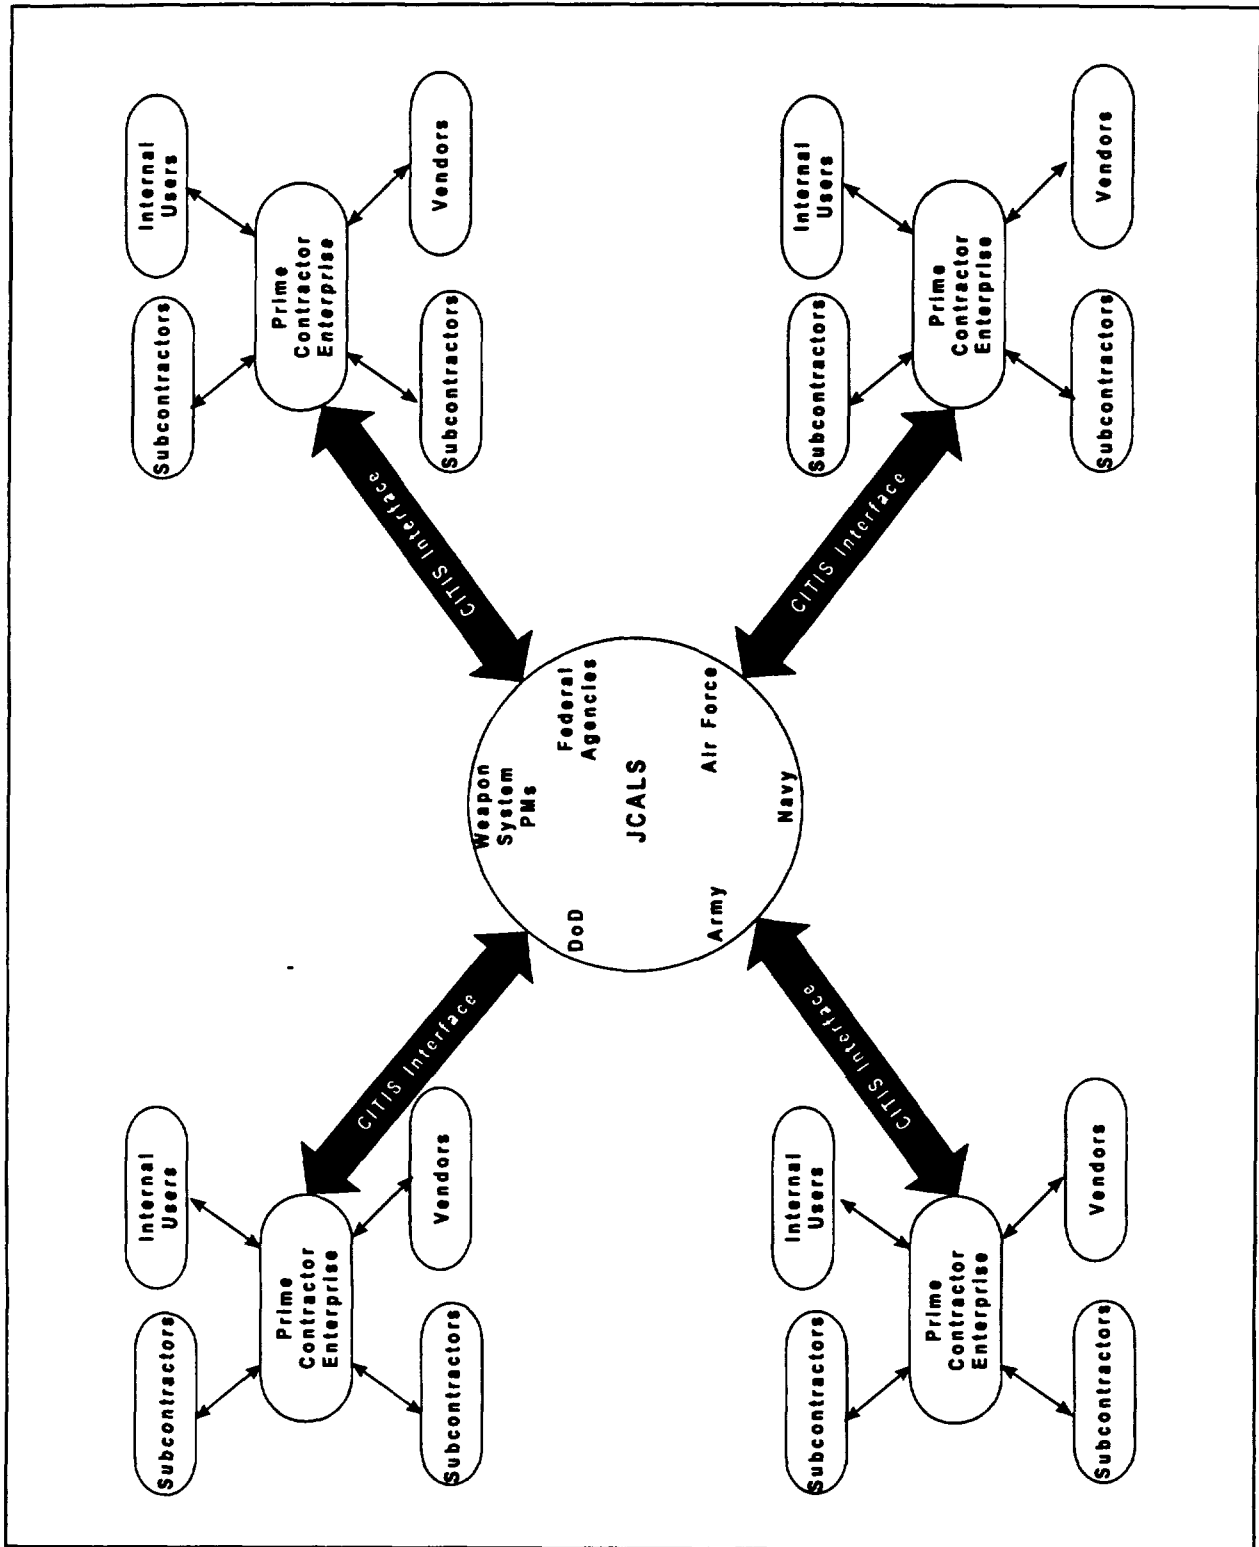 Subcontractors
Internal
Users
Prime
Contractor
Enterprise
Subcontractors
Vendors
CITIS Interface
Subcontractors
Internal
Users
Prime
Contractor
Enterprise
Subcontractors
Vendors
CITIS Interface
Weapon
System
PMs
DoD
Federal
Agencies
JCALS
Army
Air Force
Navy
CITIS Interface
Subcontractors
Internal
Users
Prime
Contractor
Enterprise
Subcontractors
Vendors
CITIS Interface
Subcontractors
Internal
Users
Prime
Contractor
Enterprise
Subcontractors
Vendors